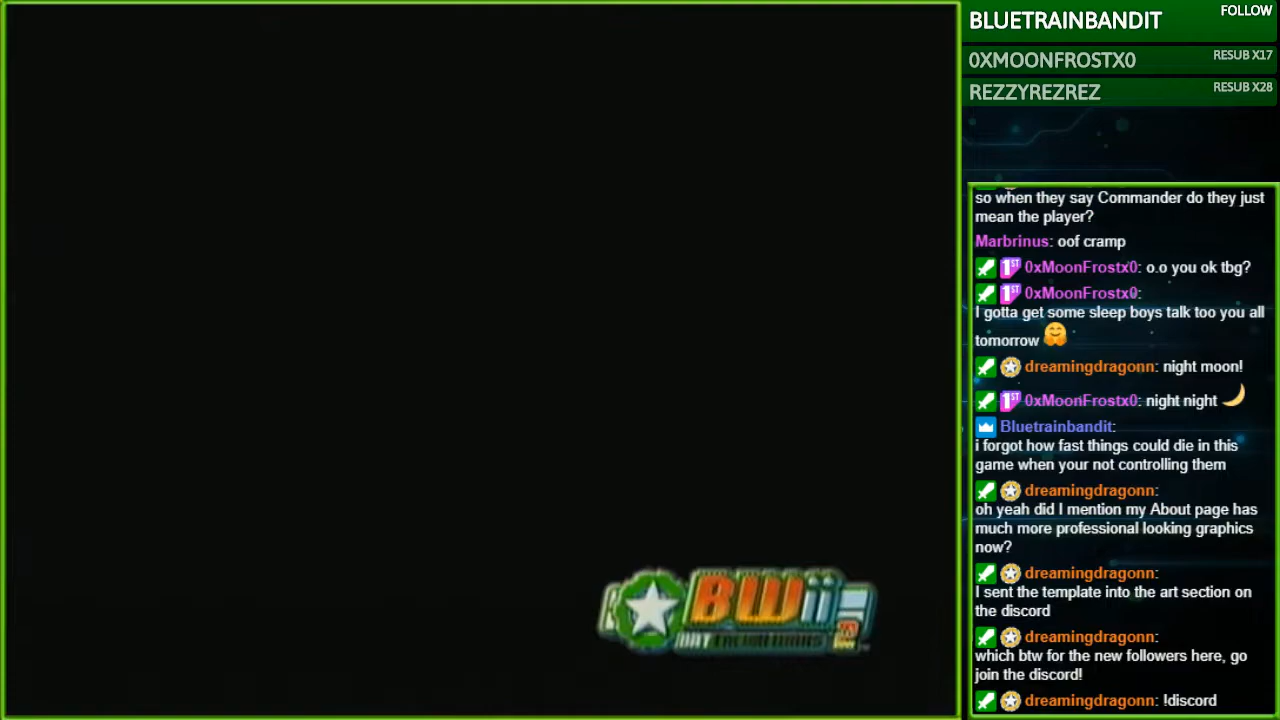 BLUETRAINBANDIT FOLLOW
0XMOONFROSTX0 RESUB X17
REZZYREZREZ RESUB X28
so when they say Commander do they just
mean the player?
Marbrinus: oof cramp
1ST 0xMoonFrostx0: o.o you ok tbg?
1ST 0xMoonFrostx0:
I gotta get some sleep boys talk too you all
tomorrow 🤗
dreamingdragonn: night moon!
1ST 0xMoonFrostx0: night night 🌙
Bluetrainbandit:
i forgot how fast things could die in this
game when your not controlling them
dreamingdragonn:
oh yeah did I mention my About page has
much more professional looking graphics
now?
dreamingdragonn:
I sent the template into the art section on
the discord
dreamingdragonn:
which btw for the new followers here, go
join the discord!
dreamingdragonn: !discord
BWii